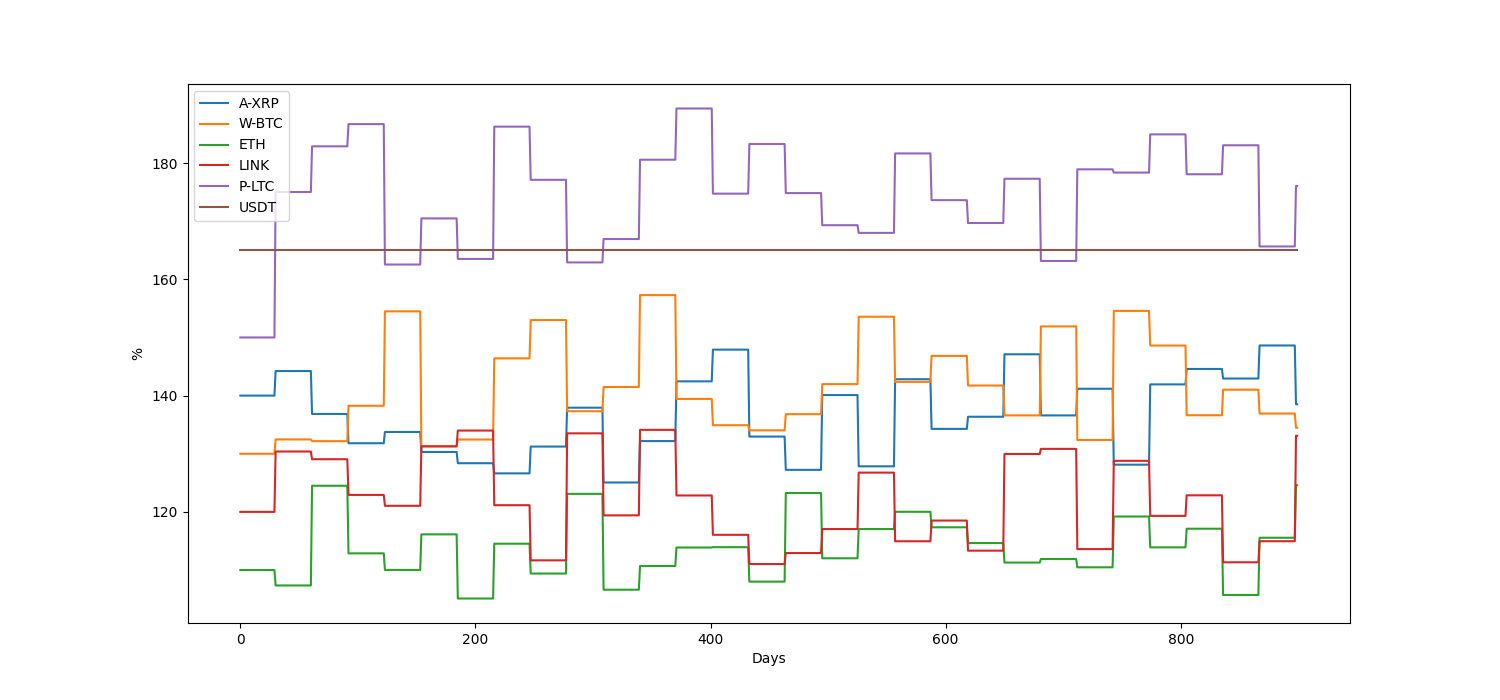 A-XRP
W-BTC
ETH
LINK
P-LTC
USDT
180
160
140
120
%
0 200 400 600 800
Days